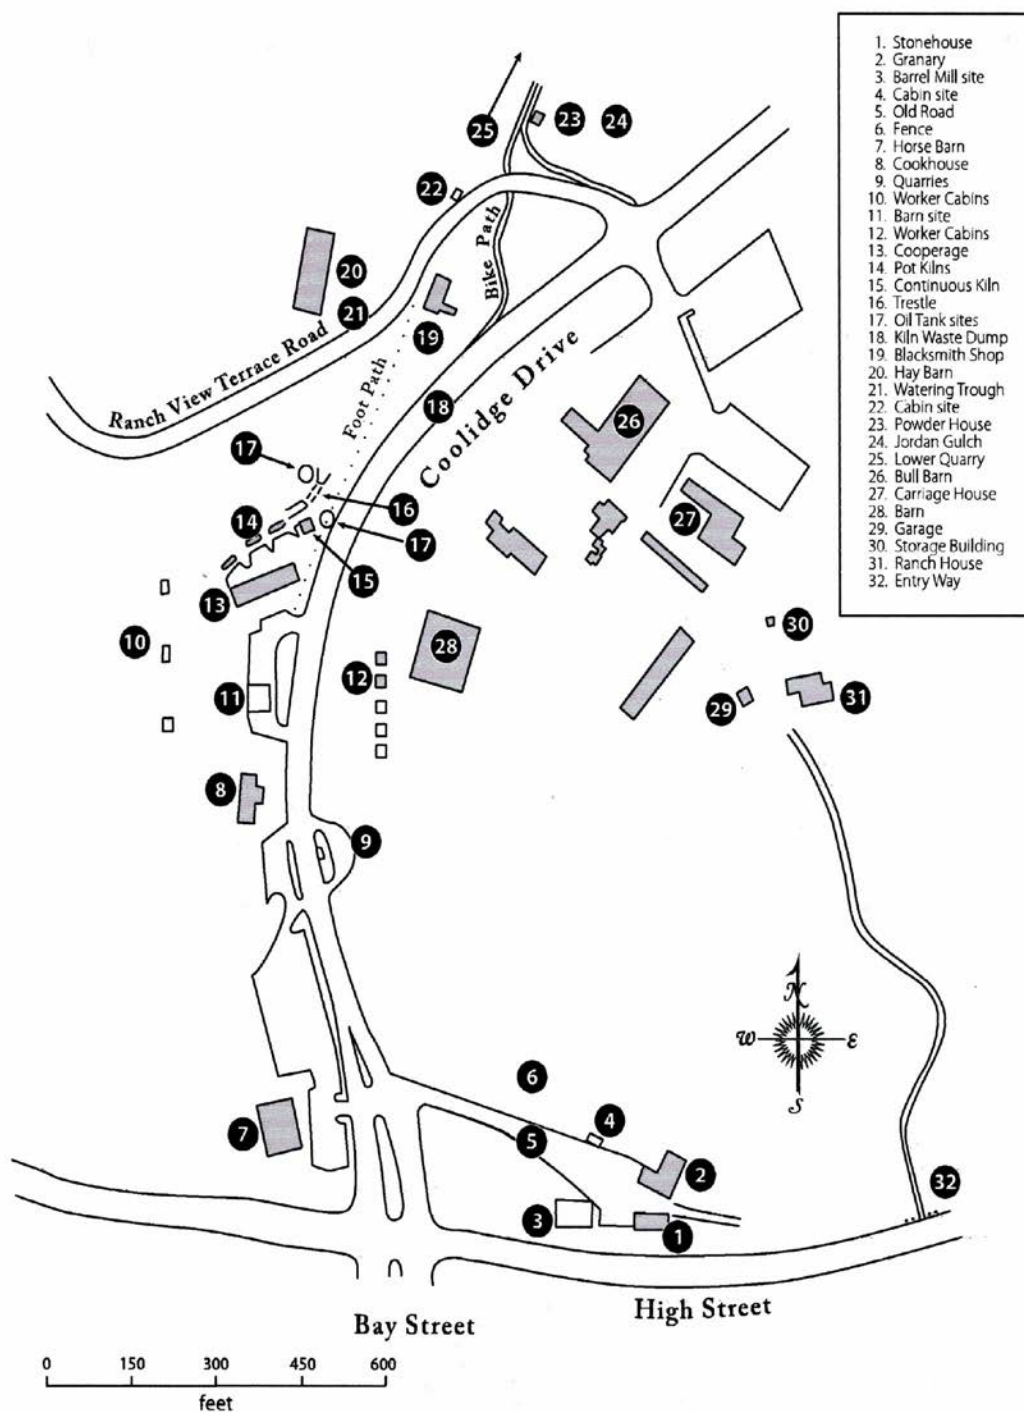 1. Stonehouse
2. Granary
3. Barrel Mill site
4. Cabin site
5. Old Road
6. Fence
7. Horse Barn
8. Cookhouse
9. Quarries
10. Worker Cabins
11. Barn site
12. Worker Cabins
13. Cooperage
14. Pot Kilns
15. Continuous Kiln
16. Trestle
17. Oil Tank sites
18. Kiln Waste Dump
19. Blacksmith Shop
20. Hay Barn
21. Watering Trough
22. Cabin site
23. Powder House
24. Jordan Gulch
25. Lower Quarry
26. Bull Barn
27. Carriage House
28. Barn
29. Garage
30. Storage Building
31. Ranch House
32. Entry Way
25
23
24
22
Bike Path
20
21
19
Ranch View Terrace Road
Foot Path
18
Coolidge Drive
26
17
16
14
17
27
15
13
10
12
28
30
11
29
31
8
9
N
W
E
S
6
4
5
7
2
32
3
1
High Street
Bay Street
0 150 300 450 600
feet